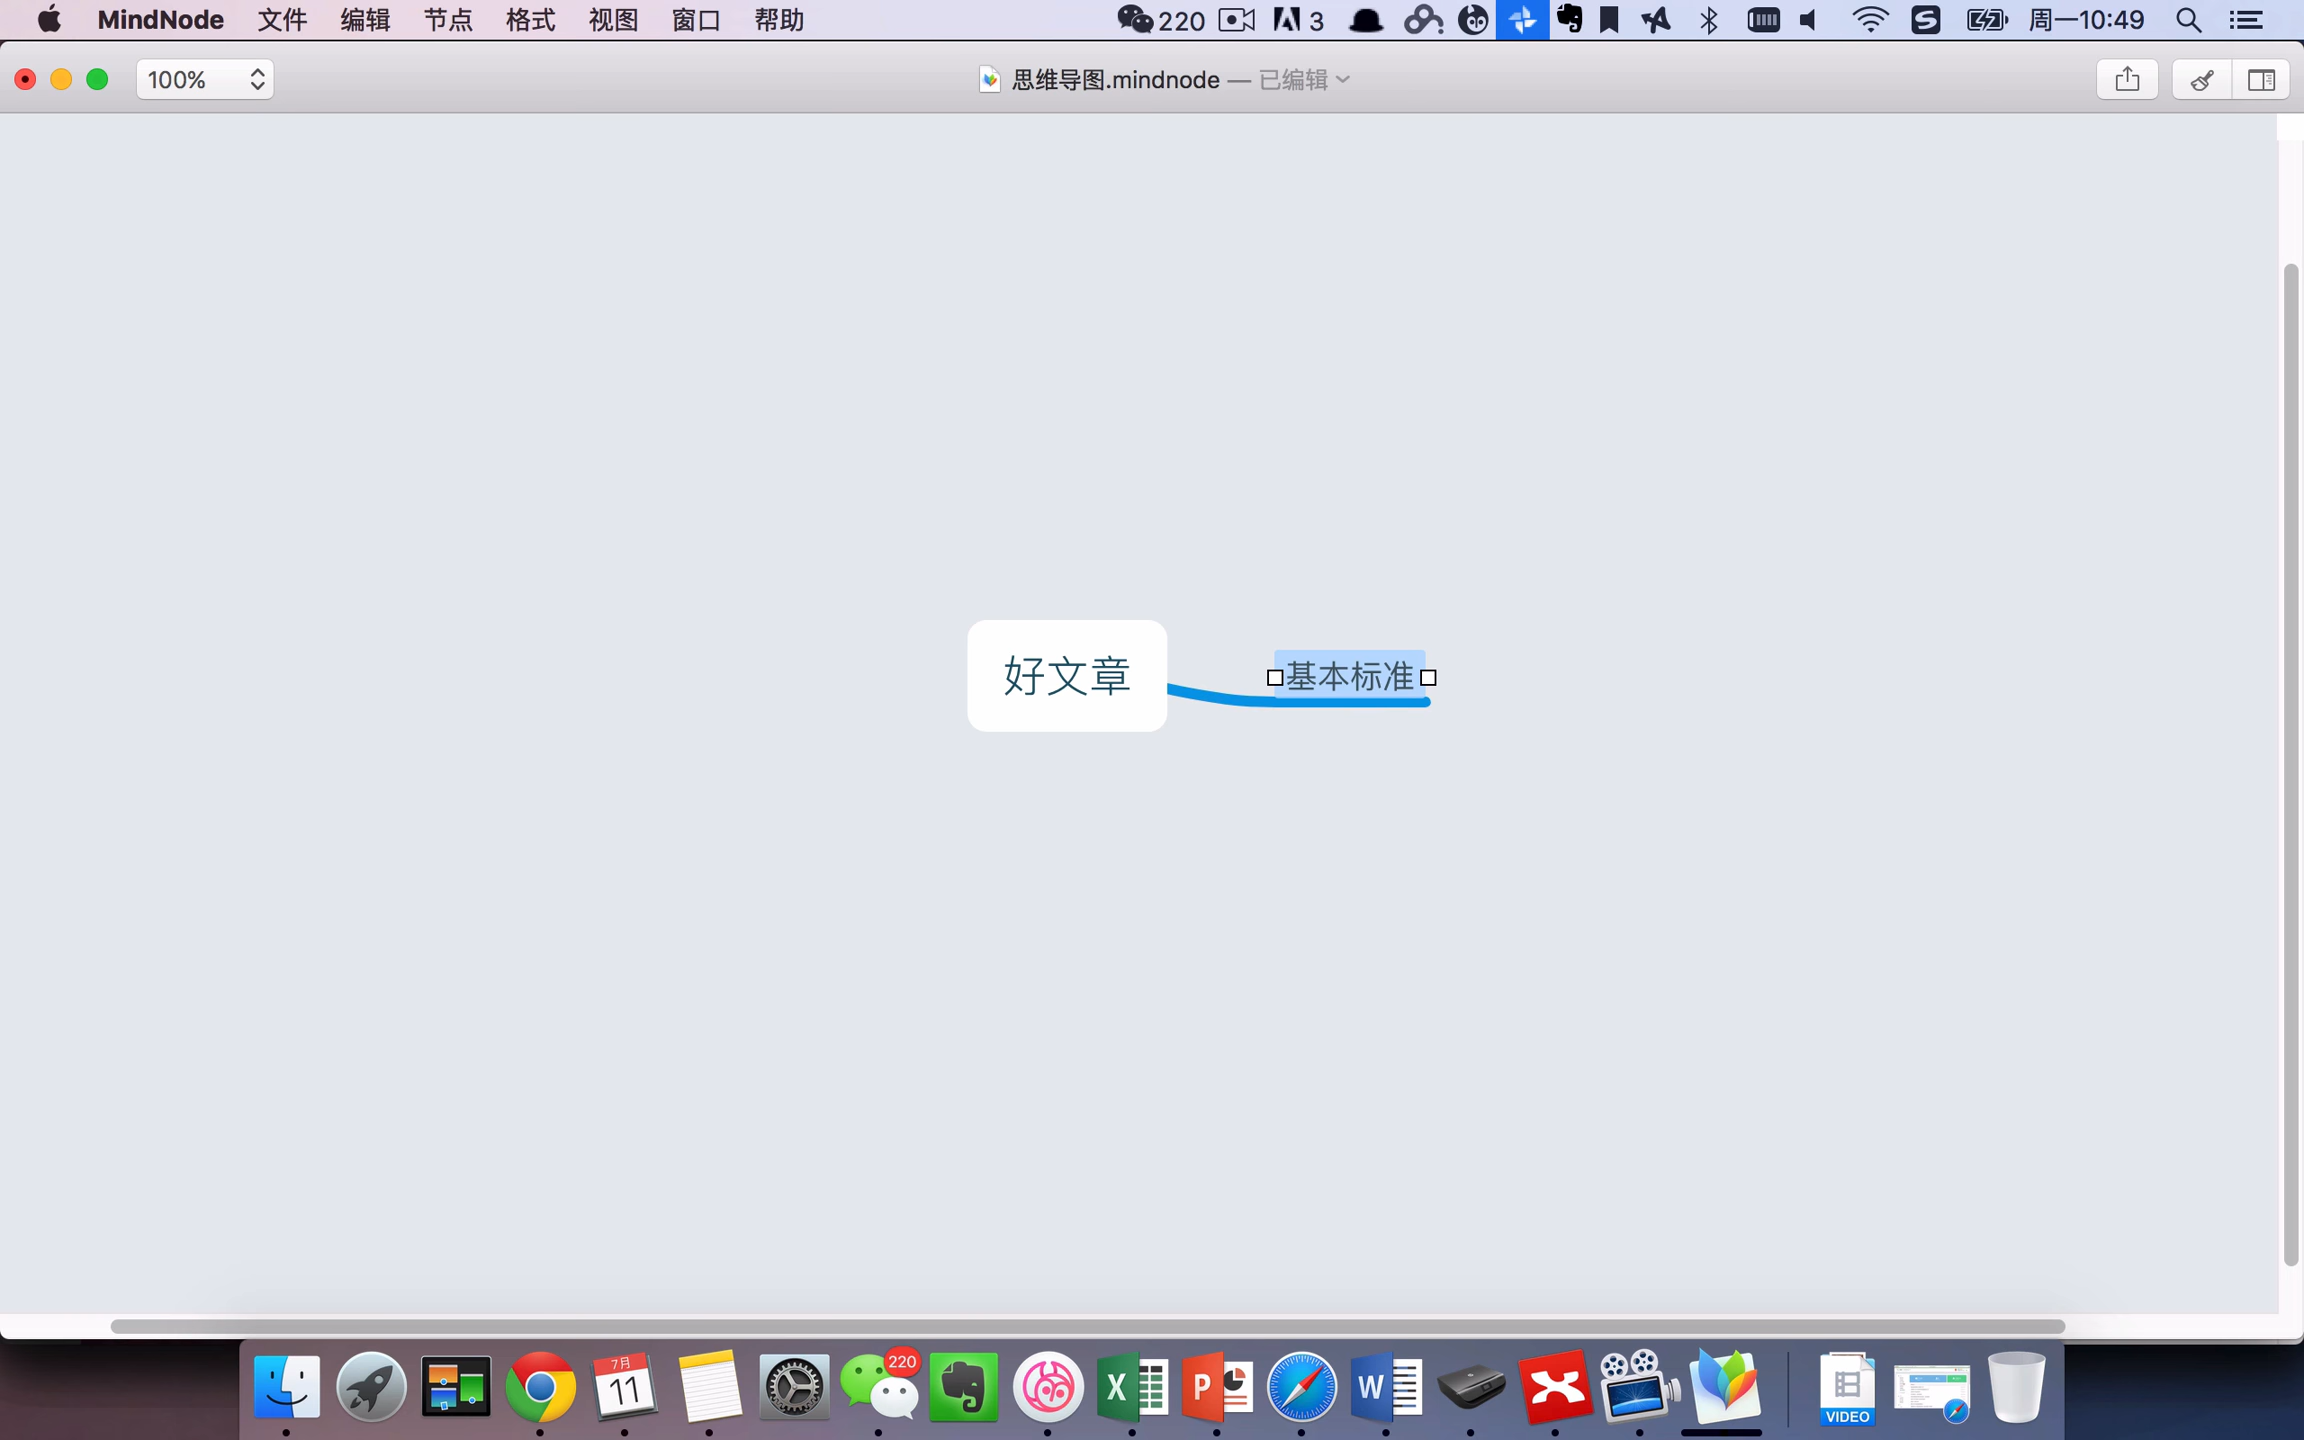 MindNode 文件 编辑 节点 格式 视图 窗口 帮助 220 3 周一10:49
100% 思维导图.mindnode — 已编辑
好文章 基本标准
7月 220
11 X P W VIDEO